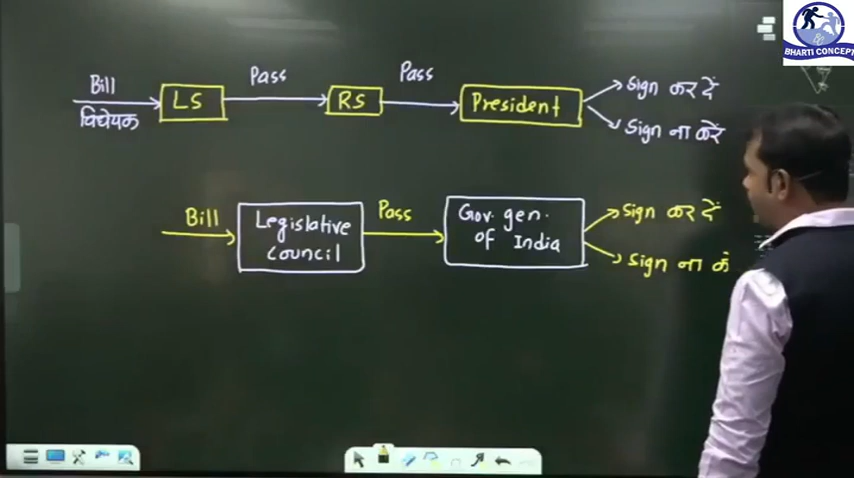 BHARTI CONCEPT
Bill
विधेयक
LS
Pass
RS
Pass
President
Sign कर दें
Sign ना करें
Bill
Legislative
council
Pass
Gov. gen.
of India
Sign कर दें
Sign ना